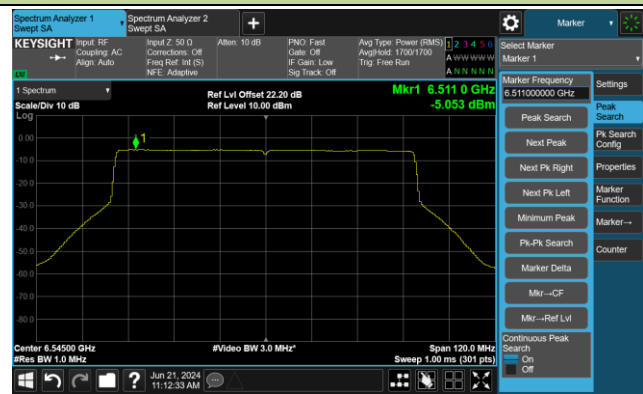 Spectrum Analyzer 1
Swept SA
Spectrum Analyzer 2
Swept SA
+
Marker
KEYSIGHT
Input: RF
Coupling: AC
Align: Auto
Input Z: 50 Ω
Corrections: Off
Freq Ref: Int (S)
NFE: Adaptive
Atten: 10 dB
PNO: Fast
Gate: Off
IF Gain: Low
Sig Track: Off
Avg Type: Power (RMS)
Avg|Hold: 1700/1700
Trig: Free Run
1 2 3 4 5 6
A W W W W W
A N N N N N
LXI
Select Marker
Marker 1
1 Spectrum
Scale/Div 10 dB
Log
Ref Lvl Offset 22.20 dB
Ref Level 10.00 dBm
Mkr1 6.511 0 GHz
-5.053 dBm
1
0.00
-10.0
-20.0
-30.0
-40.0
-50.0
-60.0
-70.0
-80.0
Center 6.54500 GHz
#Res BW 1.0 MHz
#Video BW 3.0 MHz*
Span 120.0 MHz
Sweep 1.00 ms (301 pts)
Marker Frequency
6.511000000 GHz
Peak Search
Next Peak
Next Pk Right
Next Pk Left
Minimum Peak
Pk-Pk Search
Marker Delta
Mkr→CF
Mkr→Ref Lvl
Continuous Peak
Search
On
Off
Settings
Peak
Search
Pk Search
Config
Properties
Marker
Function
Marker→
Counter
?
Jun 21, 2024
11:12:33 AM